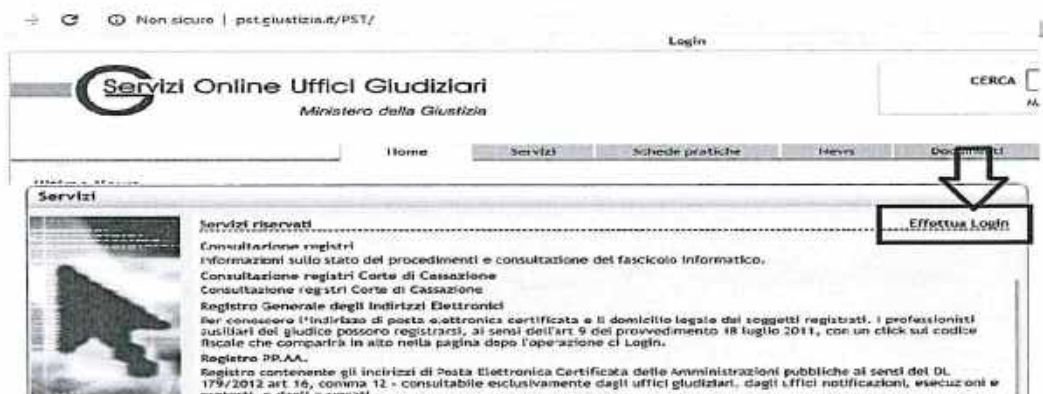 Non sicuro | pst.giustizia.it/PST/
Login
Servizi Online Uffici Giudiziari
Ministero della Giustizia
CERCA
Home Servizi Schede pratiche News Documenti
Servizi
Servizi riservati
Effettua Login
Consultazione registri
Informazioni sullo stato dei procedimenti e consultazione del fascicolo informatico.
Consultazione registri Corte di Cassazione
Consultazione registri Corte di Cassazione
Registro Generale degli Indirizzi Elettronici
Per conoscere l'indirizzo di posta elettronica certificata e il domicilio legale dei soggetti registrati. I professionisti
ausiliari del giudice possono registrarsi, ai sensi dell'art 9 del provvedimento 18 luglio 2011, con un click sul codice
fiscale che comparirà in alto nella pagina dopo l'operazione di Login.
Registro PP.AA.
Registro contenente gli indirizzi di Posta Elettronica Certificata delle Amministrazioni pubbliche ai sensi del DL
179/2012 art 16, comma 12 - consultabile esclusivamente dagli uffici giudiziari, dagli uffici notificazioni, esecuzioni e